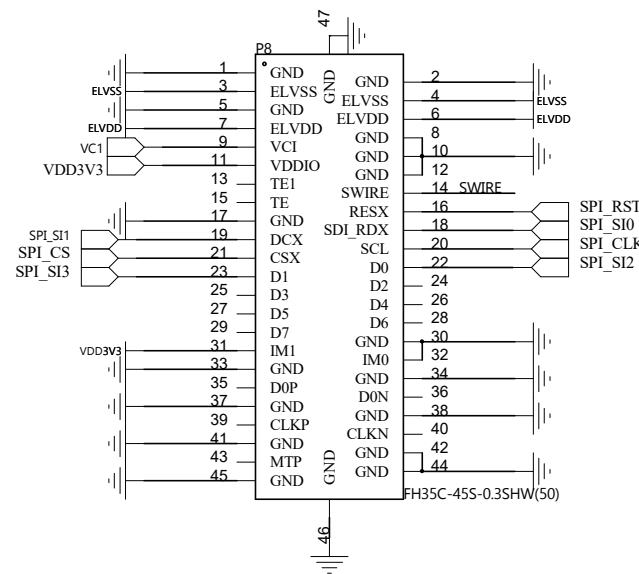 47
P8
GND
1 GND
GND 2
ELVSS 3 ELVSS
ELVSS 4 ELVSS
5 GND
ELVDD 6 ELVDD
ELVDD 7 ELVDD
GND 8
VC1 9 VCI
GND 10
VDD3V3 11 VDDIO
GND 12
13 TE1
SWIRE 14 SWIRE
15 TE
RESX 16 SPI_RST
17 GND
SDI_RDX 18 SPI_SI0
SPI_SI1 19 DCX
SCL 20 SPI_CLK
SPI_CS 21 CSX
D0 22 SPI_SI2
SPI_SI3 23 D1
D2 24
25 D3
D4 26
27 D5
D6 28
29 D7
GND 30
VDD3V3 31 IM1
IM0 32
33 GND
GND 34
35 D0P
D0N 36
37 GND
GND 38
39 CLKP
CLKN 40
41 GND
GND 42
43 MTP
GND 44
45 GND
GND
FH35C-45S-0.3SHW(50)
46